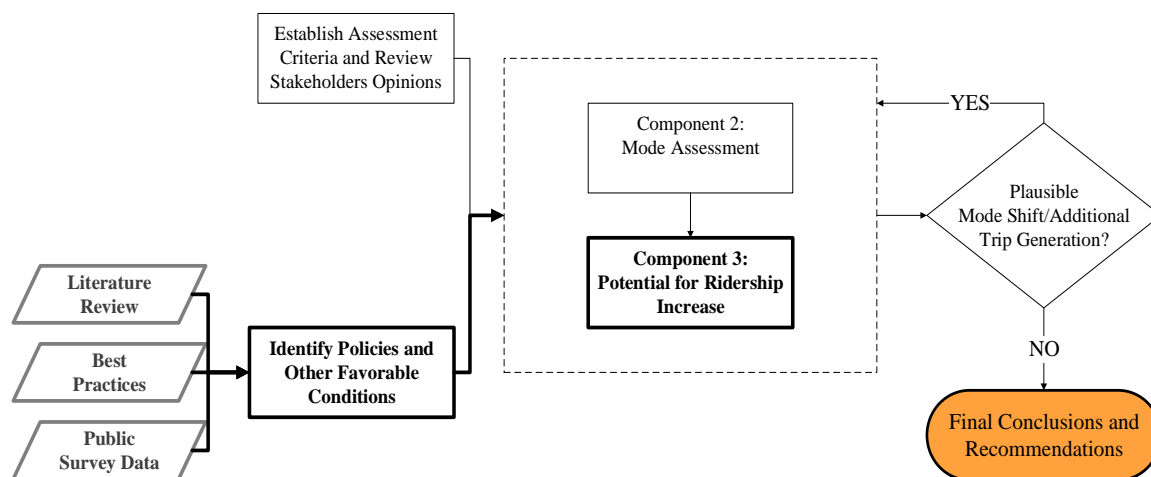 Establish Assessment
Criteria and Review
Stakeholders Opinions
Component 2:
Mode Assessment
Component 3:
Potential for Ridership
Increase
YES
Plausible
Mode Shift/Additional
Trip Generation?
NO
Final Conclusions and
Recommendations
Literature
Review
Best
Practices
Public
Survey Data
Identify Policies and
Other Favorable
Conditions